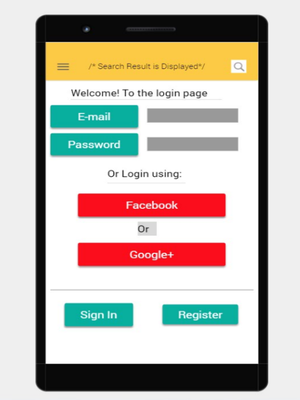 /* Search Result is Displayed*/
Welcome! To the login page
E-mail
Password
Or Login using:
Facebook
Or
Google+
Sign In
Register